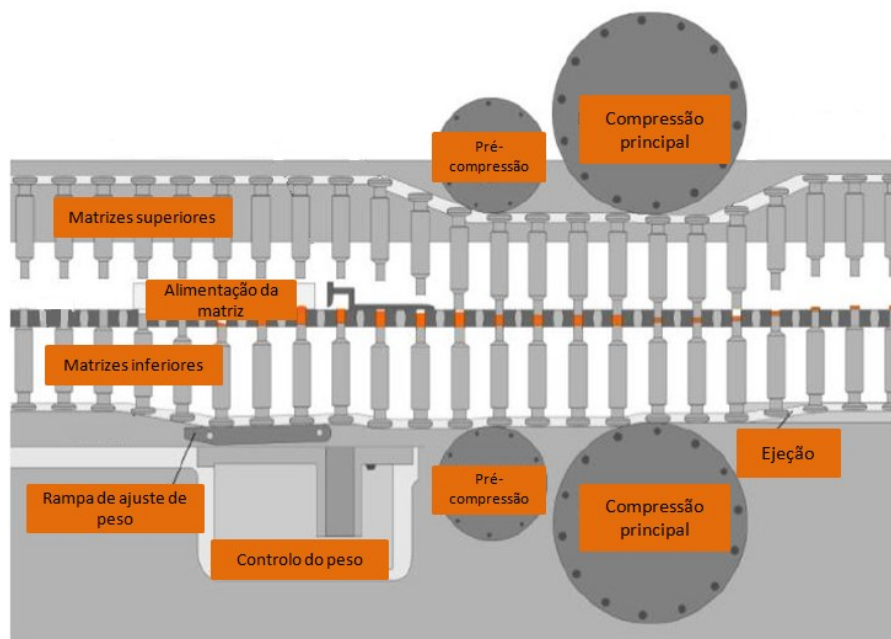 Pré-
compressão
Compressão
principal
Matrizes superiores
Alimentação da
matriz
Matrizes inferiores
Rampa de ajuste de
peso
Controlo do peso
Pré-
compressão
Compressão
principal
Ejeção